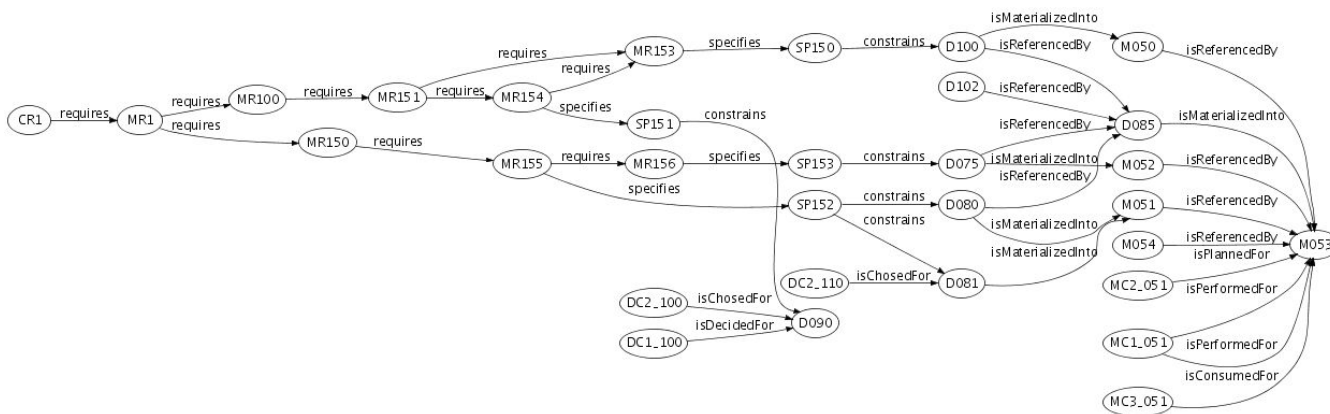 isMaterializedInto
MR153 specifies SP150 constrains D100 M050
requires isReferencedBy isReferencedBy
requires
MR100 requires MR151 requires MR154 D102 isReferencedBy
requires specifies isMaterializedInto
CR1 requires MR1 SP151 constrains isReferencedBy D085
requires MR150 requires
MR155 requires MR156 specifies SP153 constrains D075 isMaterializedInto M052 isReferencedBy
specifies isReferencedBy
SP152 constrains D080 M051 isReferencedBy
constrains isMaterializedInto
M054 isReferencedBy M053
isMaterializedInto isPlannedFor
DC2_110 isChosedFor D081 MC2_051 isPerformedFor
DC2_100 isChosedFor
isDecidedFor D090
DC1_100 MC1_051 isPerformedFor
isConsumedFor
MC3_051